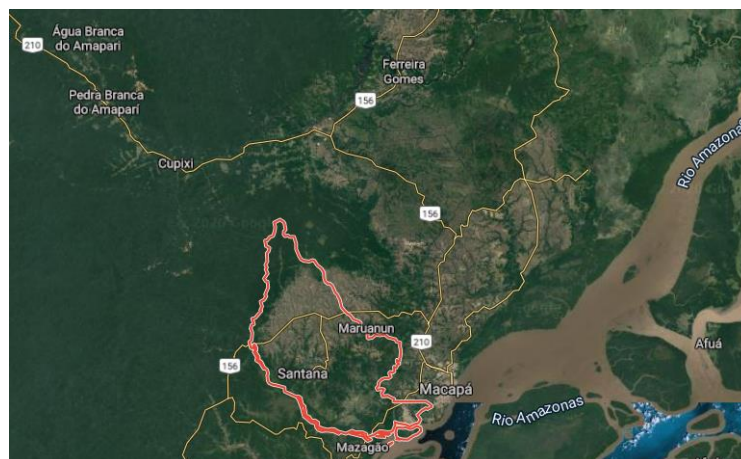 Água Branca
do Amapari
210
Ferreira
Gomes
Pedra Branca
do Amapari
156
Cupixi
Rio Amazonas
156
Maruanun
210
Afuá
156
Santana
Macapá
Rio Amazonas
Mazagão